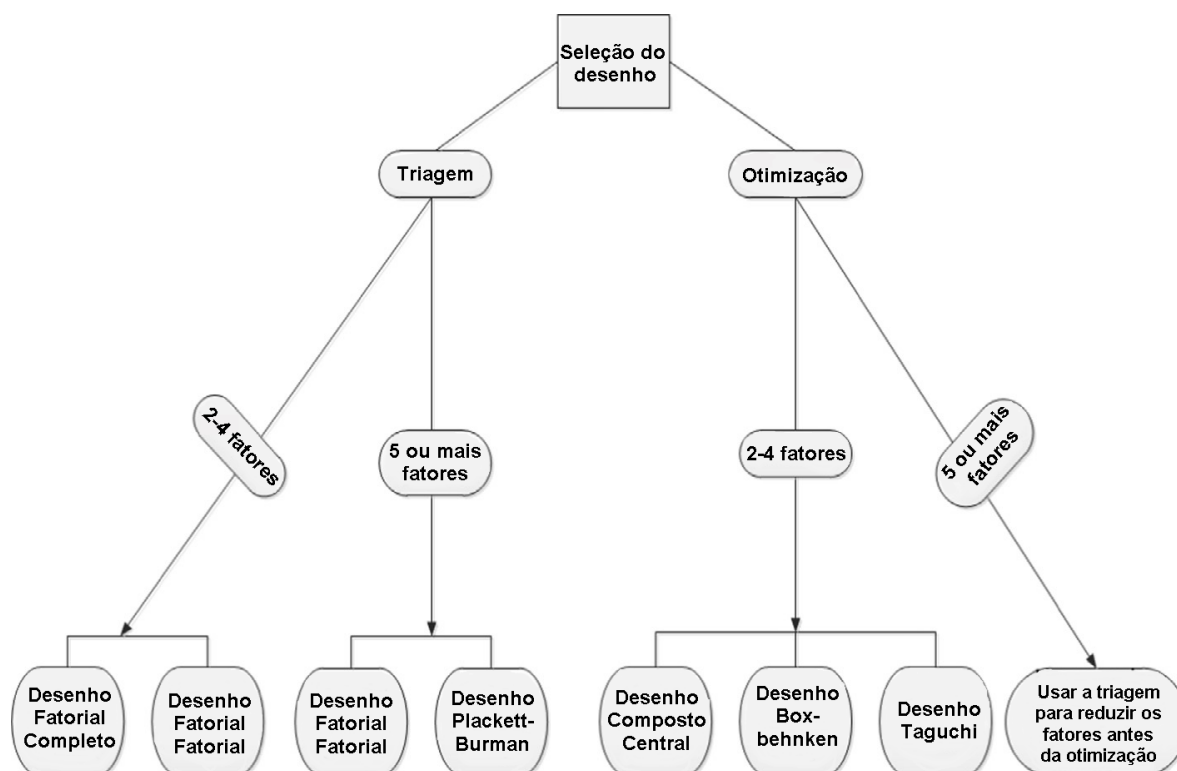 Seleção do
desenho
Triagem
Otimização
2-4 fatores
5 ou mais
fatores
2-4 fatores
5 ou mais
fatores
Desenho
Fatorial
Completo
Desenho
Fatorial
Fatorial
Desenho
Fatorial
Fatorial
Desenho
Plackett-
Burman
Desenho
Composto
Central
Desenho
Box-
behnken
Desenho
Taguchi
Usar a triagem
para reduzir os
fatores antes
da otimização